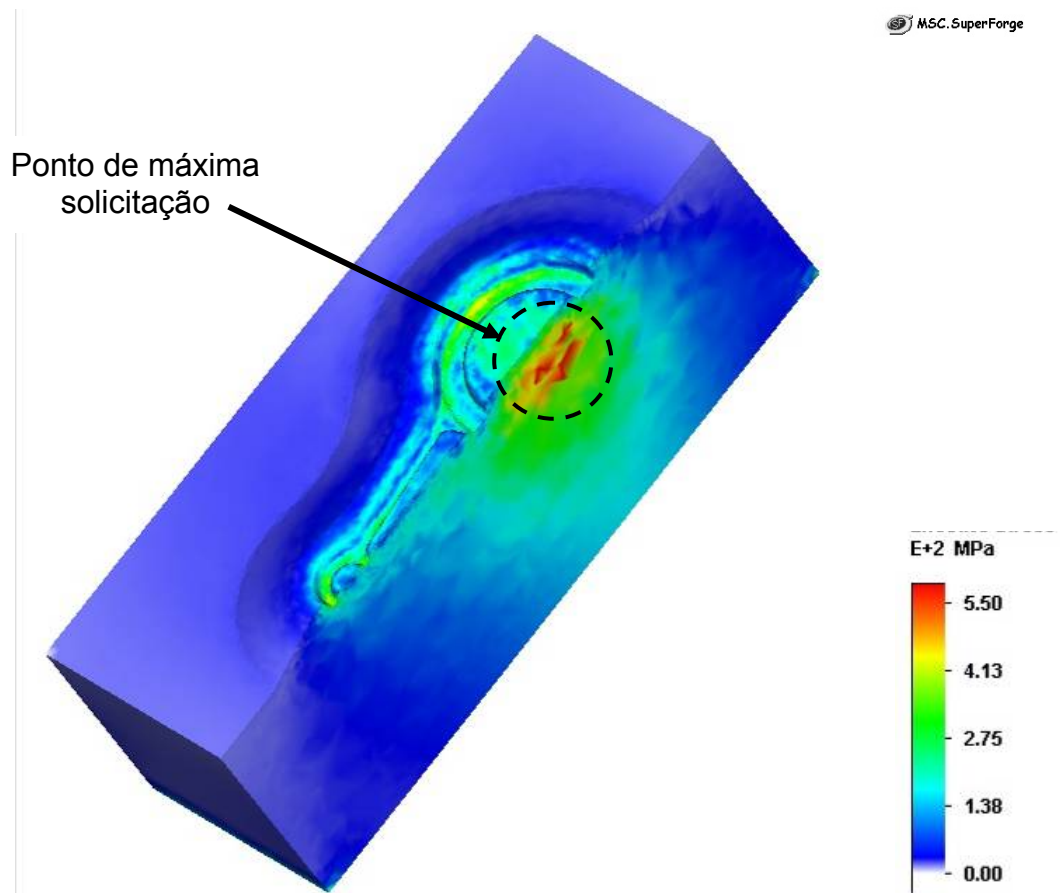 MSC.SuperForge
Ponto de máxima
solicitação
E+2 MPa
5.50
4.13
2.75
1.38
0.00